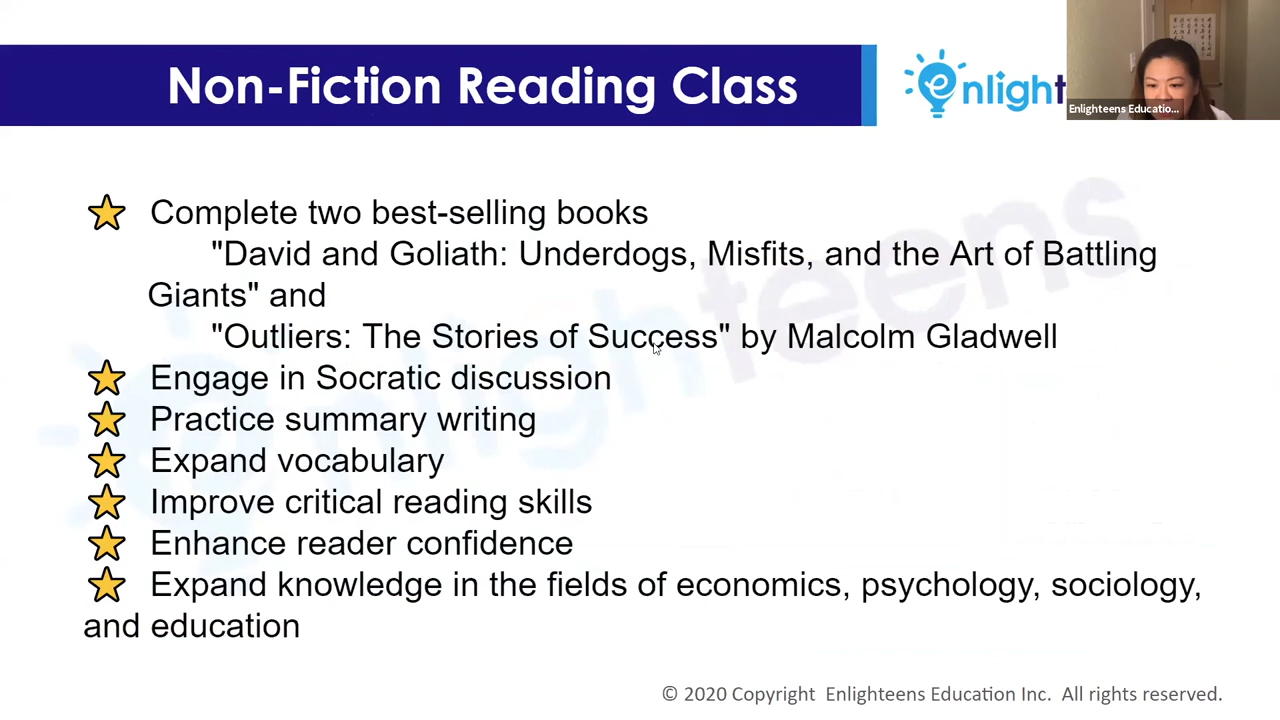 Non-Fiction Reading Class
enlight
Enlighteens Educatio...
Complete two best-selling books
"David and Goliath: Underdogs, Misfits, and the Art of Battling
Giants" and
"Outliers: The Stories of Success" by Malcolm Gladwell
Engage in Socratic discussion
Practice summary writing
Expand vocabulary
Improve critical reading skills
Enhance reader confidence
Expand knowledge in the fields of economics, psychology, sociology,
and education
enlighteens
© 2020 Copyright Enlighteens Education Inc. All rights reserved.